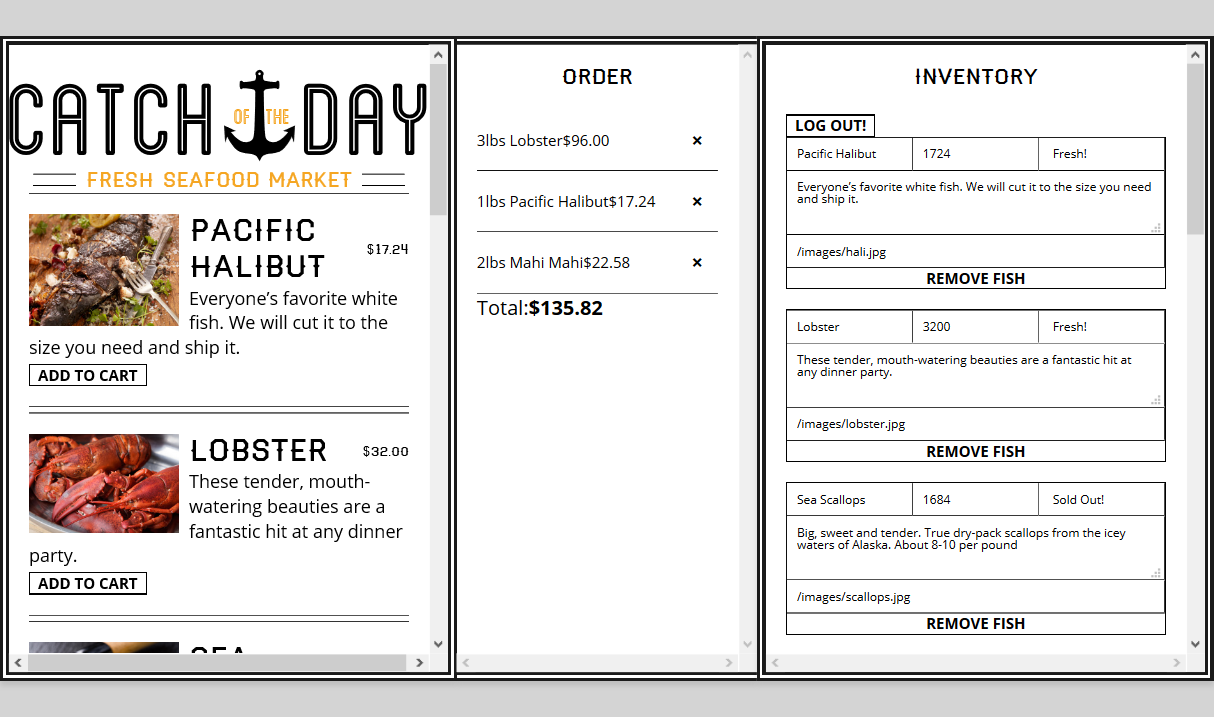 CATCH OF THE DAY
FRESH SEAFOOD MARKET
PACIFIC
HALIBUT
$17.24
Everyone's favorite white
fish. We will cut it to the
size you need and ship it.
ADD TO CART
LOBSTER
$32.00
These tender, mouth-
watering beauties are a
fantastic hit at any dinner
party.
ADD TO CART
SEA
ORDER
3lbs Lobster$96.00 ×
1lbs Pacific Halibut$17.24 ×
2lbs Mahi Mahi$22.58 ×
Total:$135.82
INVENTORY
LOG OUT!
Pacific Halibut 1724 Fresh!
Everyone's favorite white fish. We will cut it to the size you need
and ship it.
/images/hali.jpg
REMOVE FISH
Lobster 3200 Fresh!
These tender, mouth-watering beauties are a fantastic hit at
any dinner party.
/images/lobster.jpg
REMOVE FISH
Sea Scallops 1684 Sold Out!
Big, sweet and tender. True dry-pack scallops from the icey
waters of Alaska. About 8-10 per pound
/images/scallops.jpg
REMOVE FISH